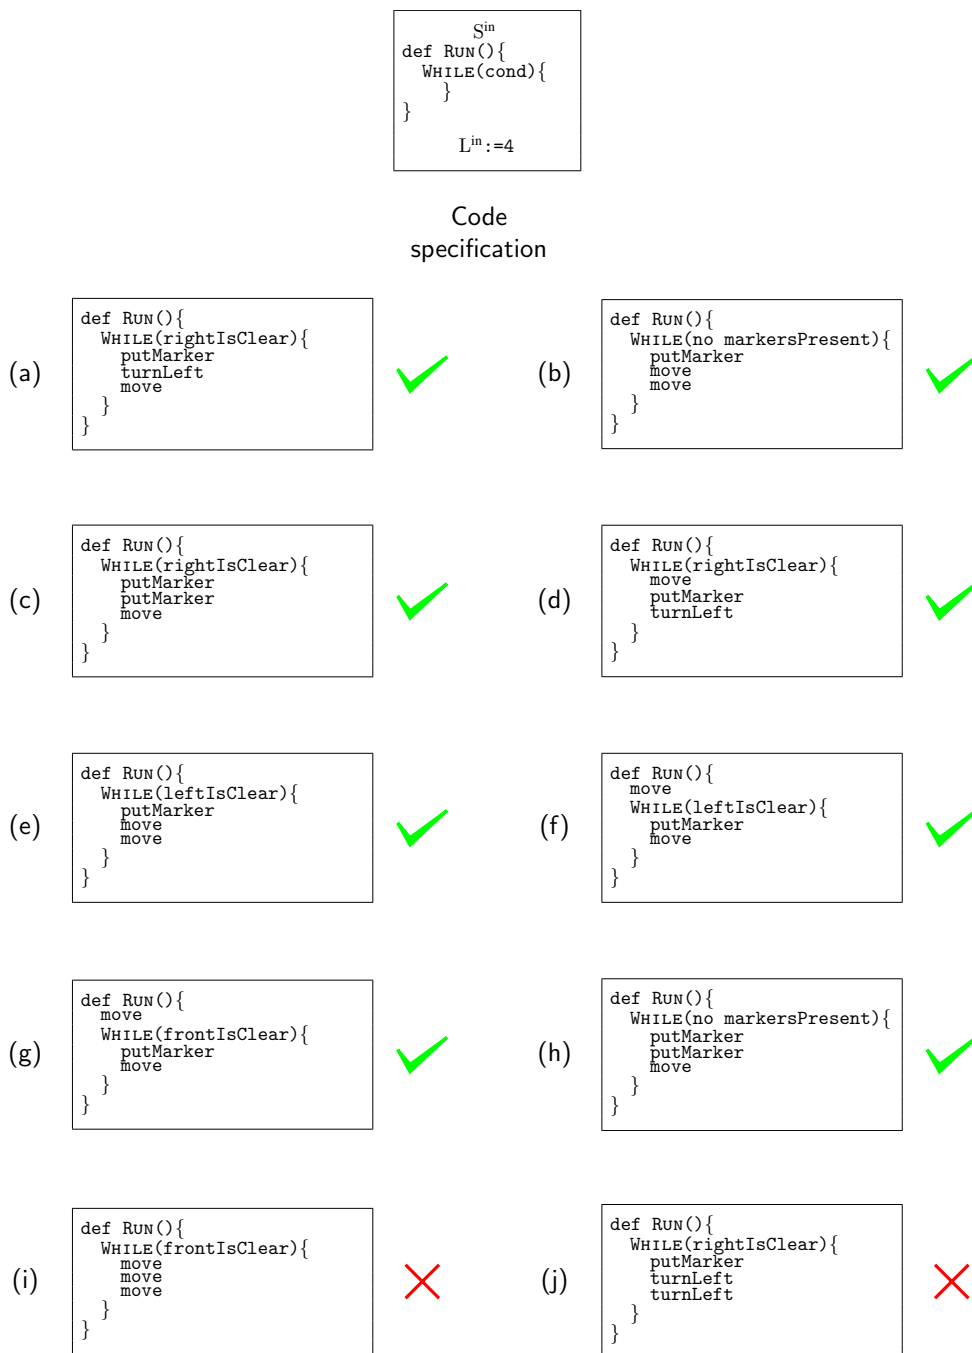 Sⁱⁿ
def RUN(){
WHILE(cond){
}
}
Lⁱⁿ:=4
Code
specification
(a)
def RUN(){
WHILE(rightIsClear){
putMarker
turnLeft
move
}
}
(b)
def RUN(){
WHILE(no markersPresent){
putMarker
move
move
}
}
(c)
def RUN(){
WHILE(rightIsClear){
putMarker
putMarker
move
}
}
(d)
def RUN(){
WHILE(rightIsClear){
move
putMarker
turnLeft
}
}
(e)
def RUN(){
WHILE(leftIsClear){
putMarker
move
move
}
}
(f)
def RUN(){
move
WHILE(leftIsClear){
putMarker
move
}
}
(g)
def RUN(){
move
WHILE(frontIsClear){
putMarker
move
}
}
(h)
def RUN(){
WHILE(no markersPresent){
putMarker
putMarker
move
}
}
(i)
def RUN(){
WHILE(frontIsClear){
move
move
move
}
}
(j)
def RUN(){
WHILE(rightIsClear){
putMarker
turnLeft
turnLeft
}
}